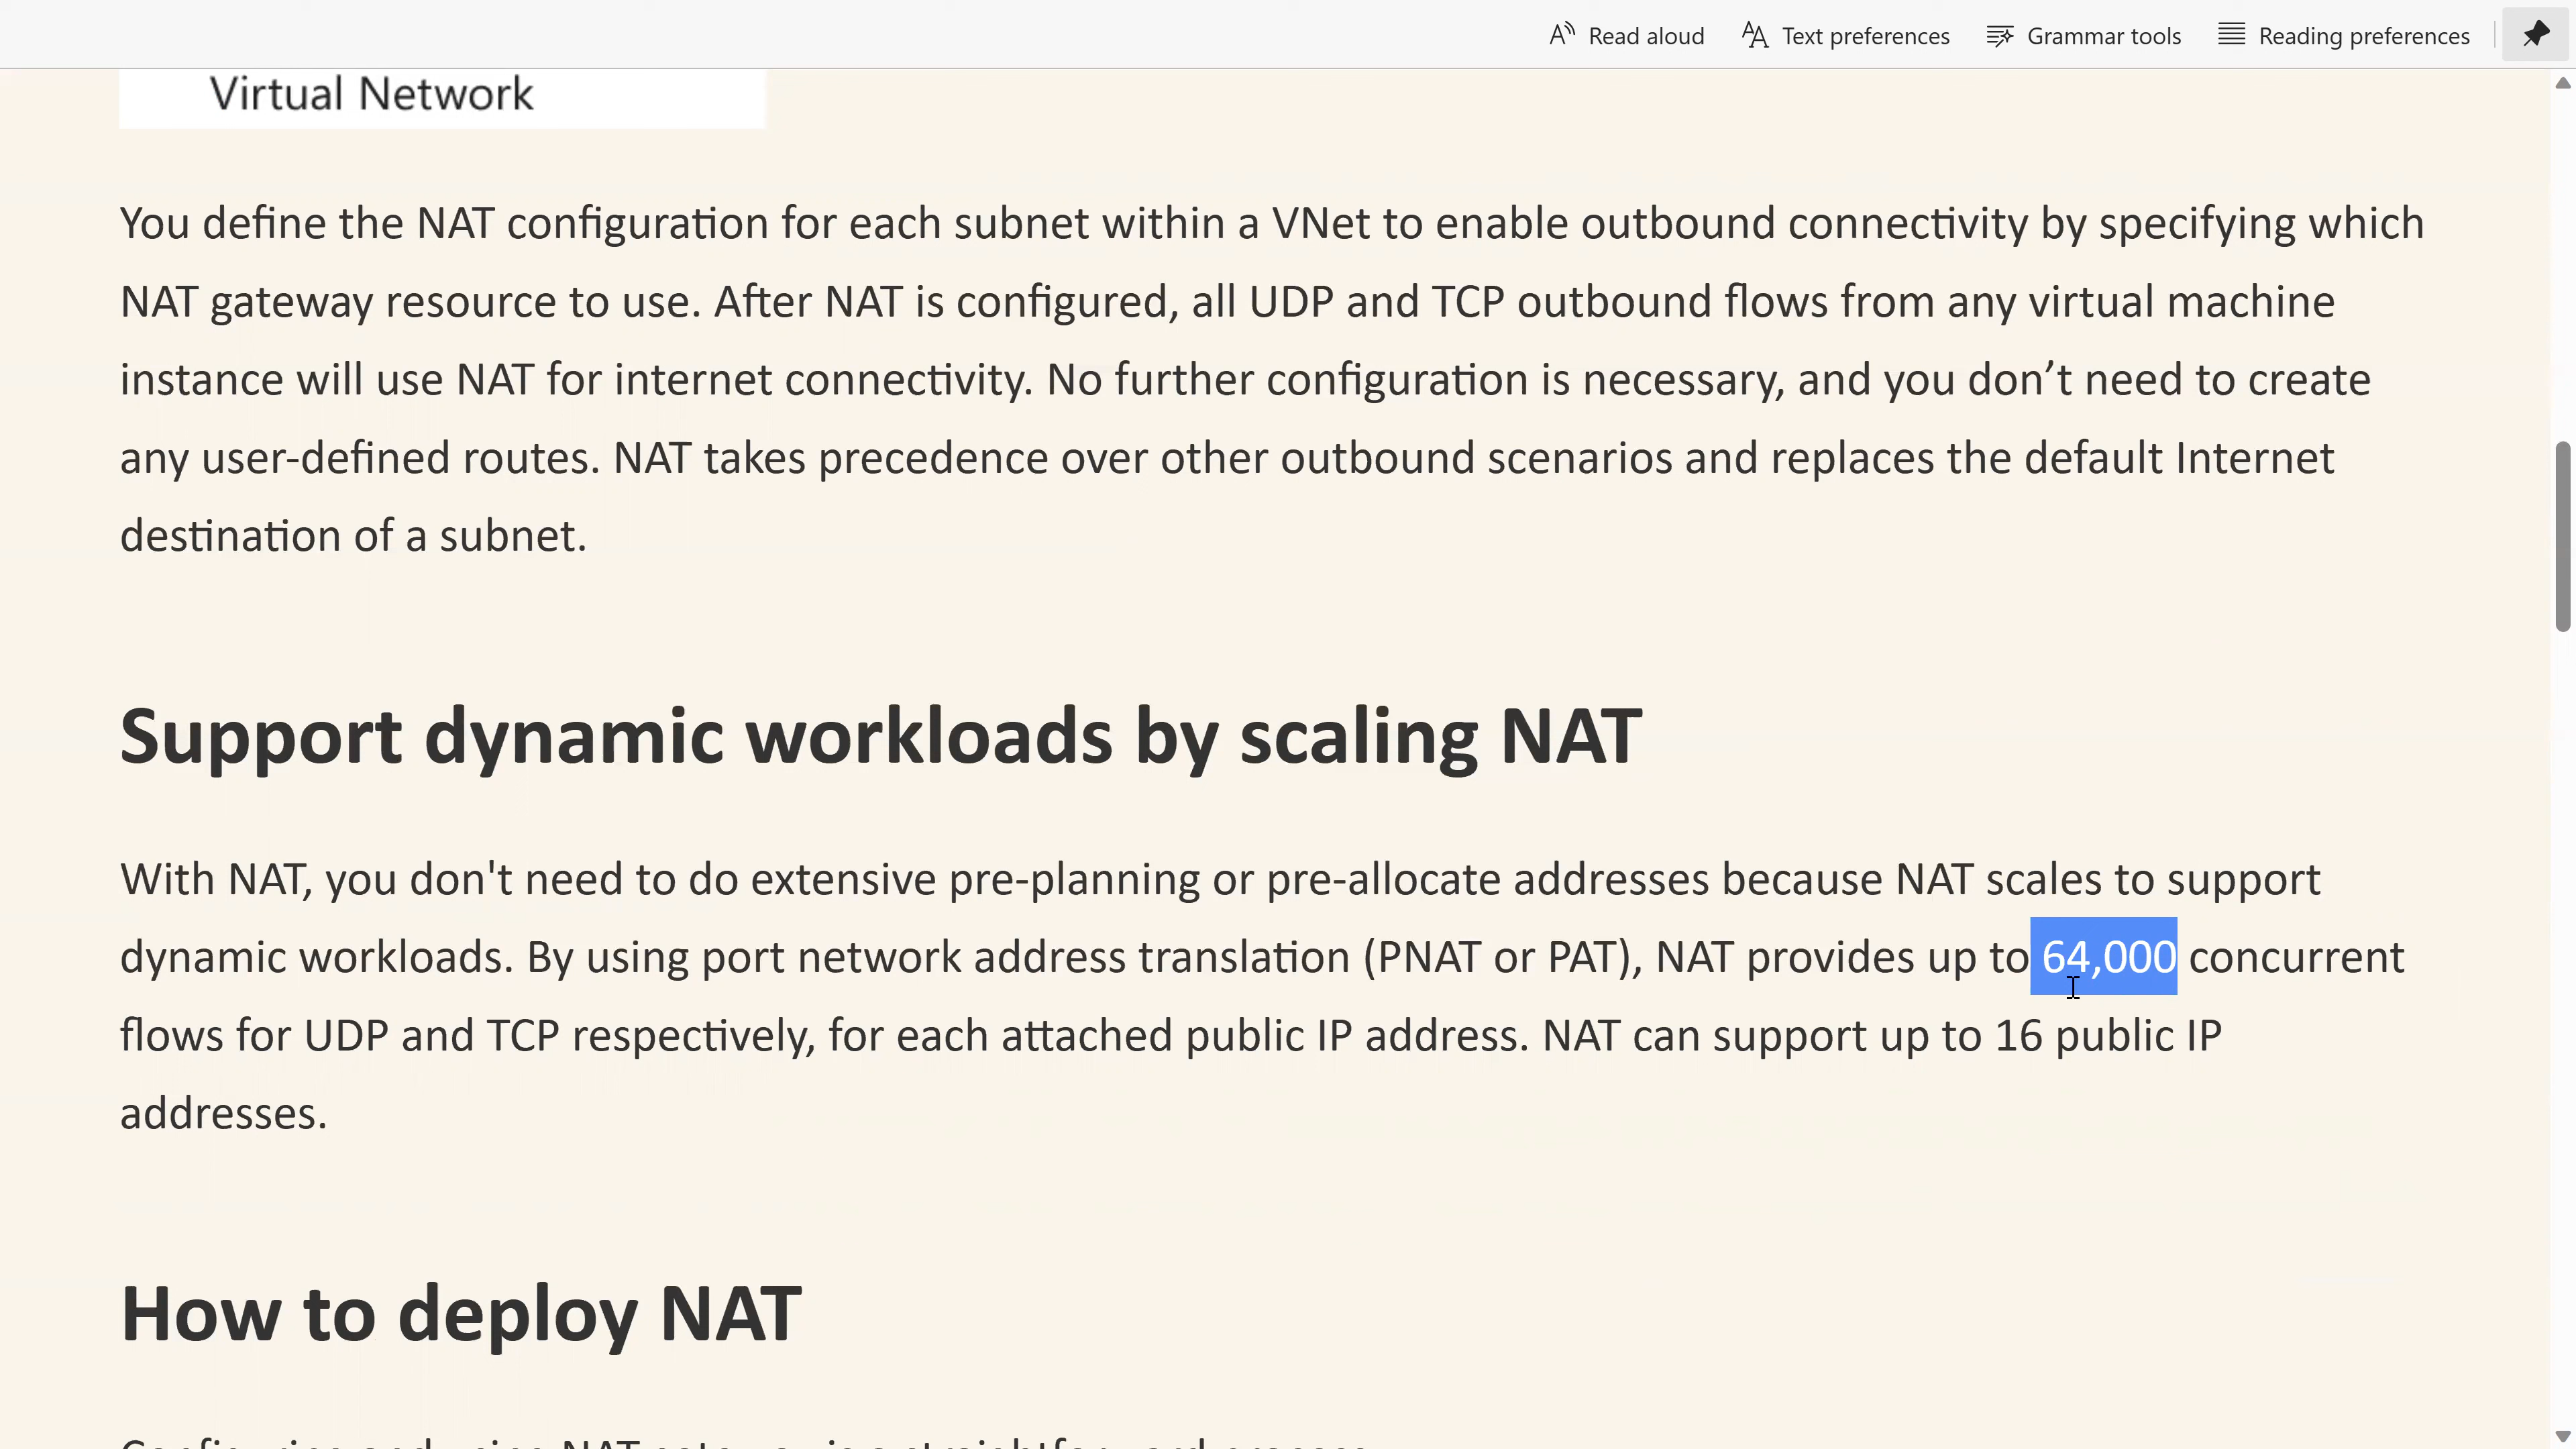 Read aloud
Text preferences
Grammar tools
Reading preferences
Virtual Network
You define the NAT configuration for each subnet within a VNet to enable outbound connectivity by specifying which
NAT gateway resource to use. After NAT is configured, all UDP and TCP outbound flows from any virtual machine
instance will use NAT for internet connectivity. No further configuration is necessary, and you don’t need to create
any user-defined routes. NAT takes precedence over other outbound scenarios and replaces the default Internet
destination of a subnet.
Support dynamic workloads by scaling NAT
With NAT, you don't need to do extensive pre-planning or pre-allocate addresses because NAT scales to support
dynamic workloads. By using port network address translation (PNAT or PAT), NAT provides up to 64,000 concurrent
flows for UDP and TCP respectively, for each attached public IP address. NAT can support up to 16 public IP
addresses.
How to deploy NAT